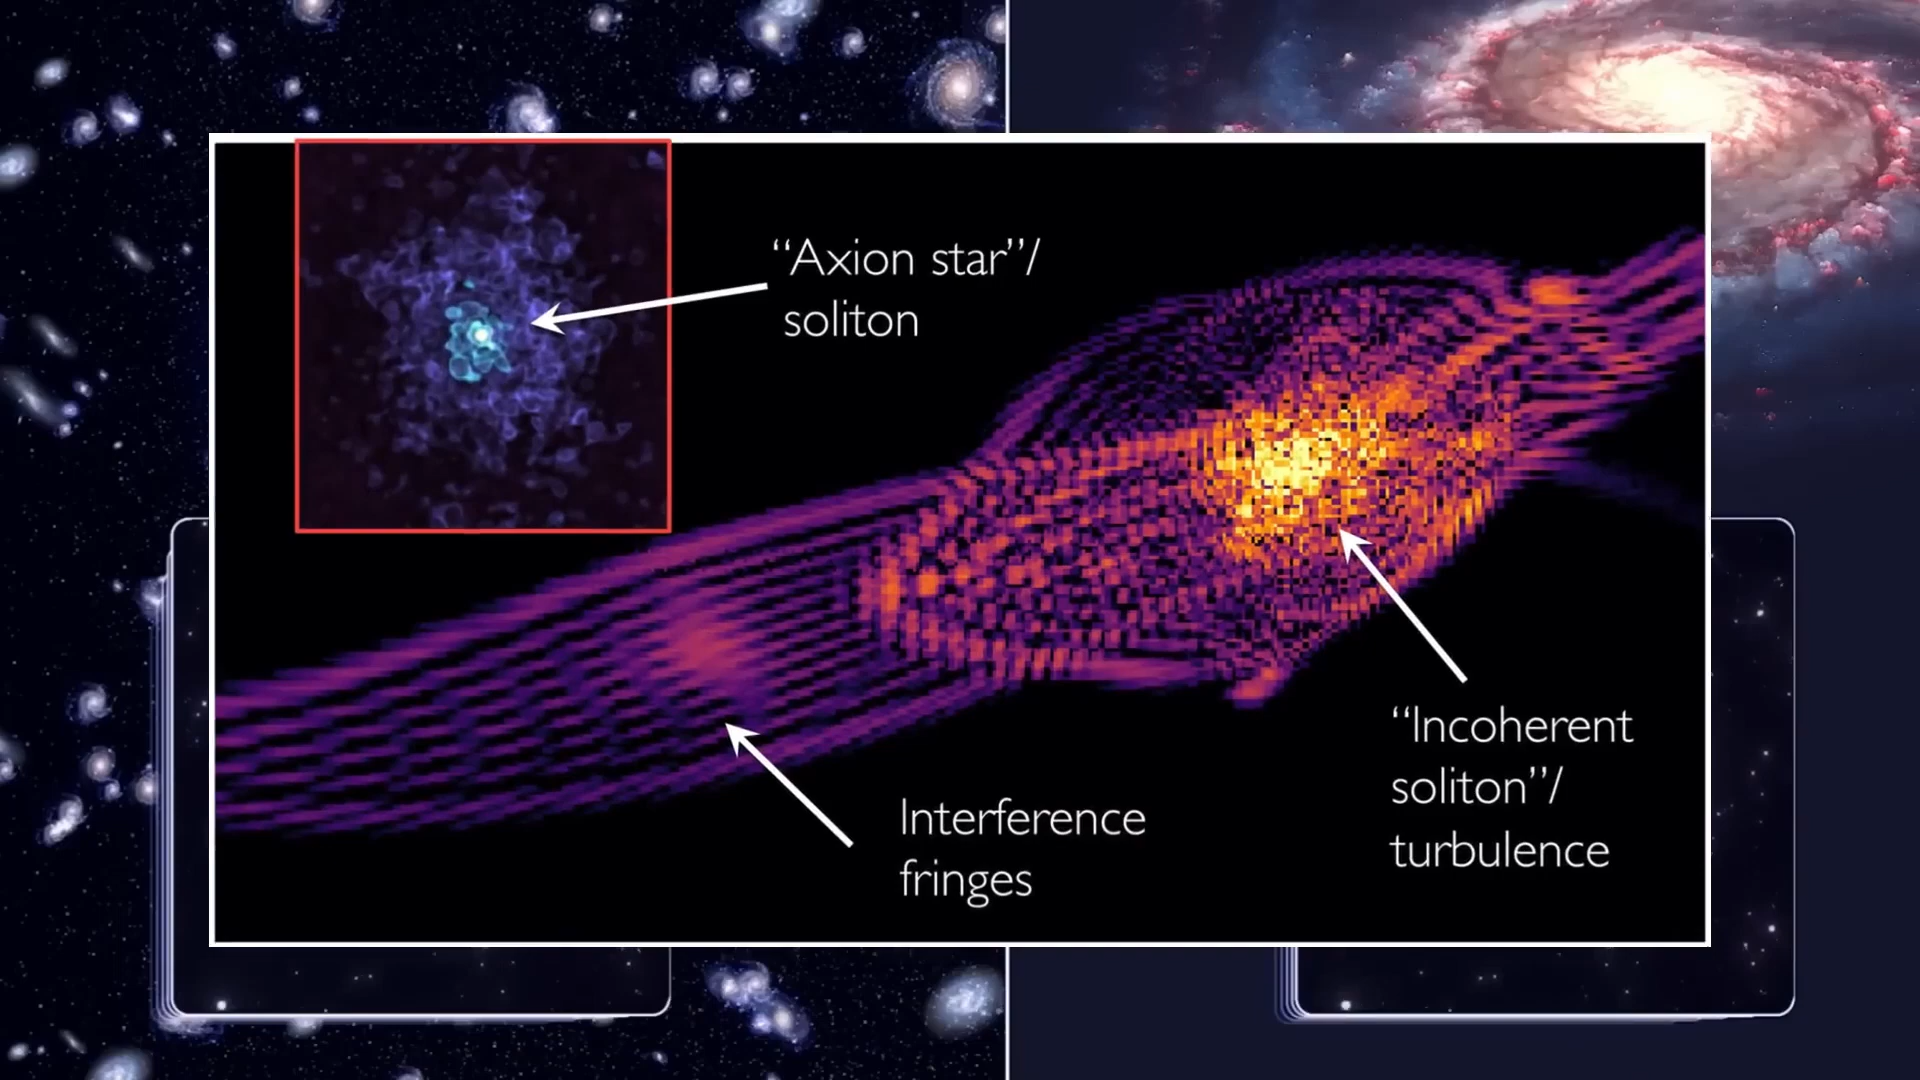 “Axion star”/
soliton
“Incoherent
soliton”/
turbulence
Interference
fringes